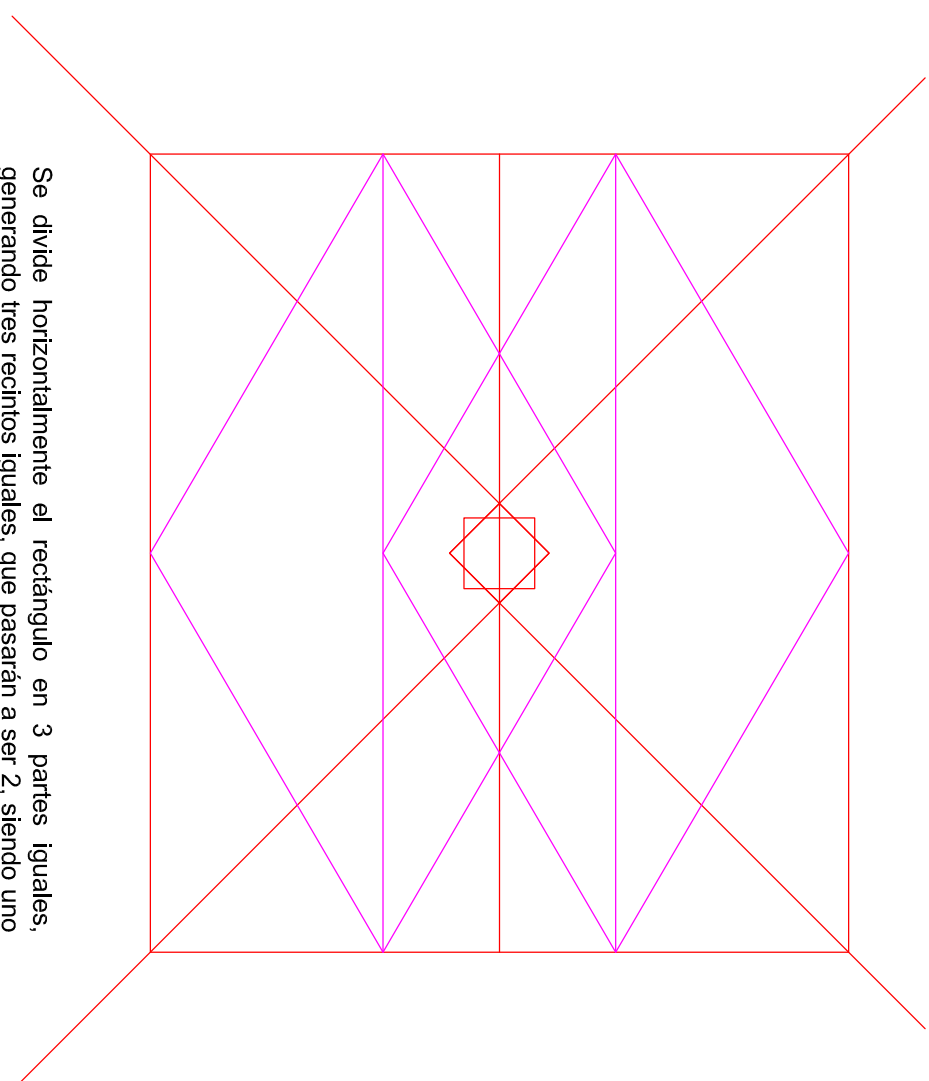 Se divide horizontalmente el rectángulo en 3 partes iguales,
generando tres recintos iguales, que pasarán a ser 2, siendo uno